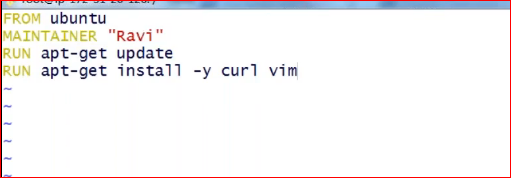 FROM ubuntu
MAINTAINER "Ravi"
RUN apt-get update
RUN apt-get install -y curl vim
~
~
~
~
~
~